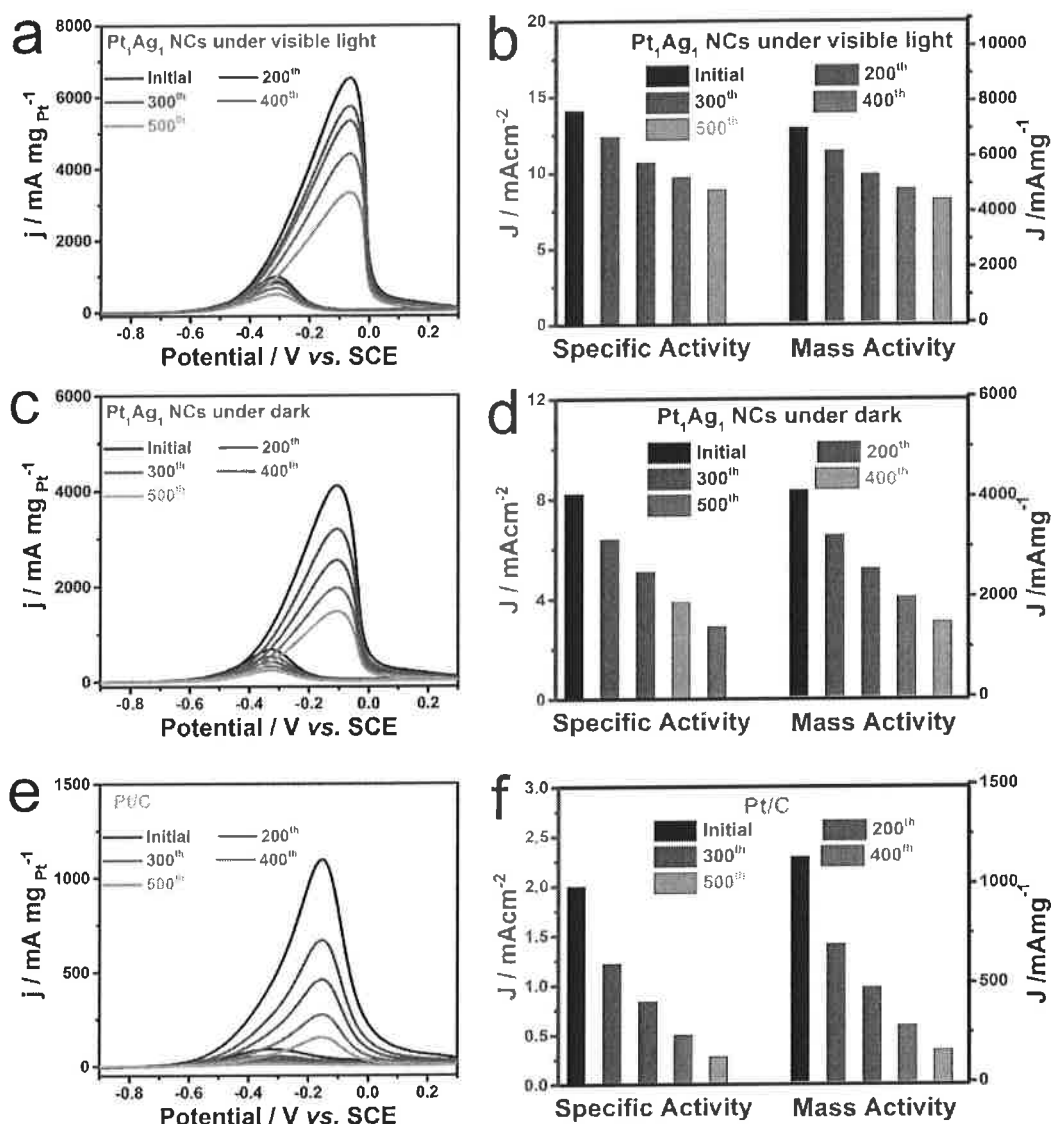 a
Pt₁Ag₁ NCs under visible light
Initial 200th
300th 400th
500th
8000
6000
4000
2000
0
j / mA mg Pt⁻¹
-0.8 -0.6 -0.4 -0.2 0.0 0.2
Potential / V vs. SCE
b
Pt₁Ag₁ NCs under visible light
Initial 200th
300th 400th
500th
20
15
10
5
0
J / mAcm⁻²
10000
8000
6000
4000
2000
0
J /mAmg⁻¹
Specific Activity Mass Activity
c
Pt₁Ag₁ NCs under dark
Initial 200th
300th 400th
500th
6000
4000
2000
0
j / mA mg Pt⁻¹
-0.8 -0.6 -0.4 -0.2 0.0 0.2
Potential / V vs. SCE
d
Pt₁Ag₁ NCs under dark
Initial 200th
300th 400th
500th
12
8
4
0
J / mAcm⁻²
6000
4000
2000
0
J /mAmg⁻¹
Specific Activity Mass Activity
e
Pt/C
Initial 200th
300th 400th
500th
1500
1000
500
0
j / mA mg Pt⁻¹
-0.8 -0.6 -0.4 -0.2 0.0 0.2
Potential / V vs. SCE
f
Pt/C
Initial 200th
300th 400th
500th
3.0
2.5
2.0
1.5
1.0
0.5
0.0
J / mAcm⁻²
1500
1000
500
0
J /mAmg⁻¹
Specific Activity Mass Activity